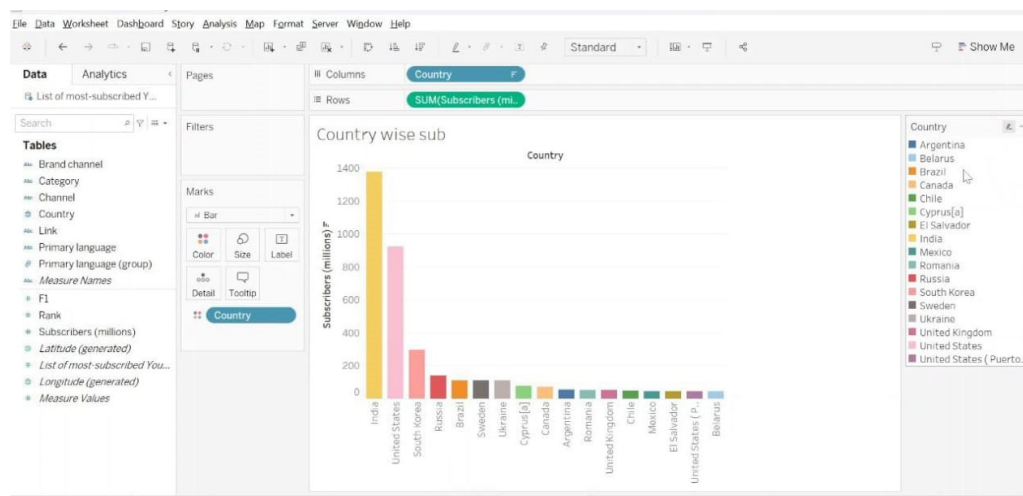 File Data Worksheet Dashboard Story Analysis Map Format Server Window Help
Standard
Show Me
Data Analytics
Pages
Columns Country
List of most-subscribed Y...
Rows SUM(Subscribers (mi..
Search
Filters
Tables
Abc Brand channel
Abc Category
Abc Channel
Country
Abc Link
Abc Primary language
Primary language (group)
Abc Measure Names
# F1
# Rank
# Subscribers (millions)
Latitude (generated)
# List of most-subscribed You...
Longitude (generated)
# Measure Values
Marks
Bar
Color Size Label
Detail Tooltip
Country
Country wise sub
Country
Subscribers (millions)
1400
1200
1000
800
600
400
200
0
India
United States
South Korea
Russia
Brazil
Sweden
Ukraine
Cyprus[a]
Canada
Argentina
Romania
United Kingdom
Chile
Mexico
El Salvador
United States ( P..
Belarus
Country
Argentina
Belarus
Brazil
Canada
Chile
Cyprus[a]
El Salvador
India
Mexico
Romania
Russia
South Korea
Sweden
Ukraine
United Kingdom
United States
United States ( Puerto..